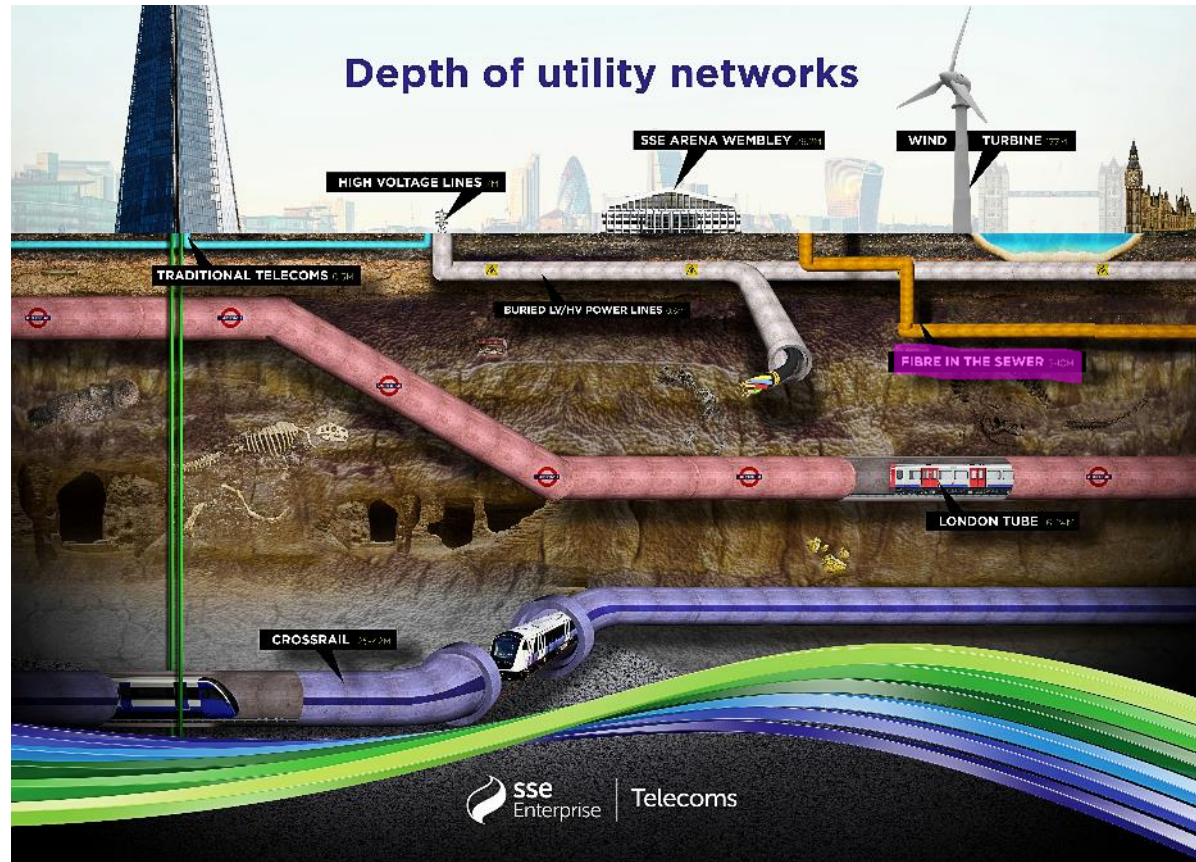 Depth of utility networks
SSE ARENA WEMBLEY
WIND TURBINE
HIGH VOLTAGE LINES
TRADITIONAL TELECOMS
BURIED LV/HV POWER LINES
FIBRE IN THE SEWER
LONDON TUBE
CROSSRAIL
sse
Enterprise
Telecoms